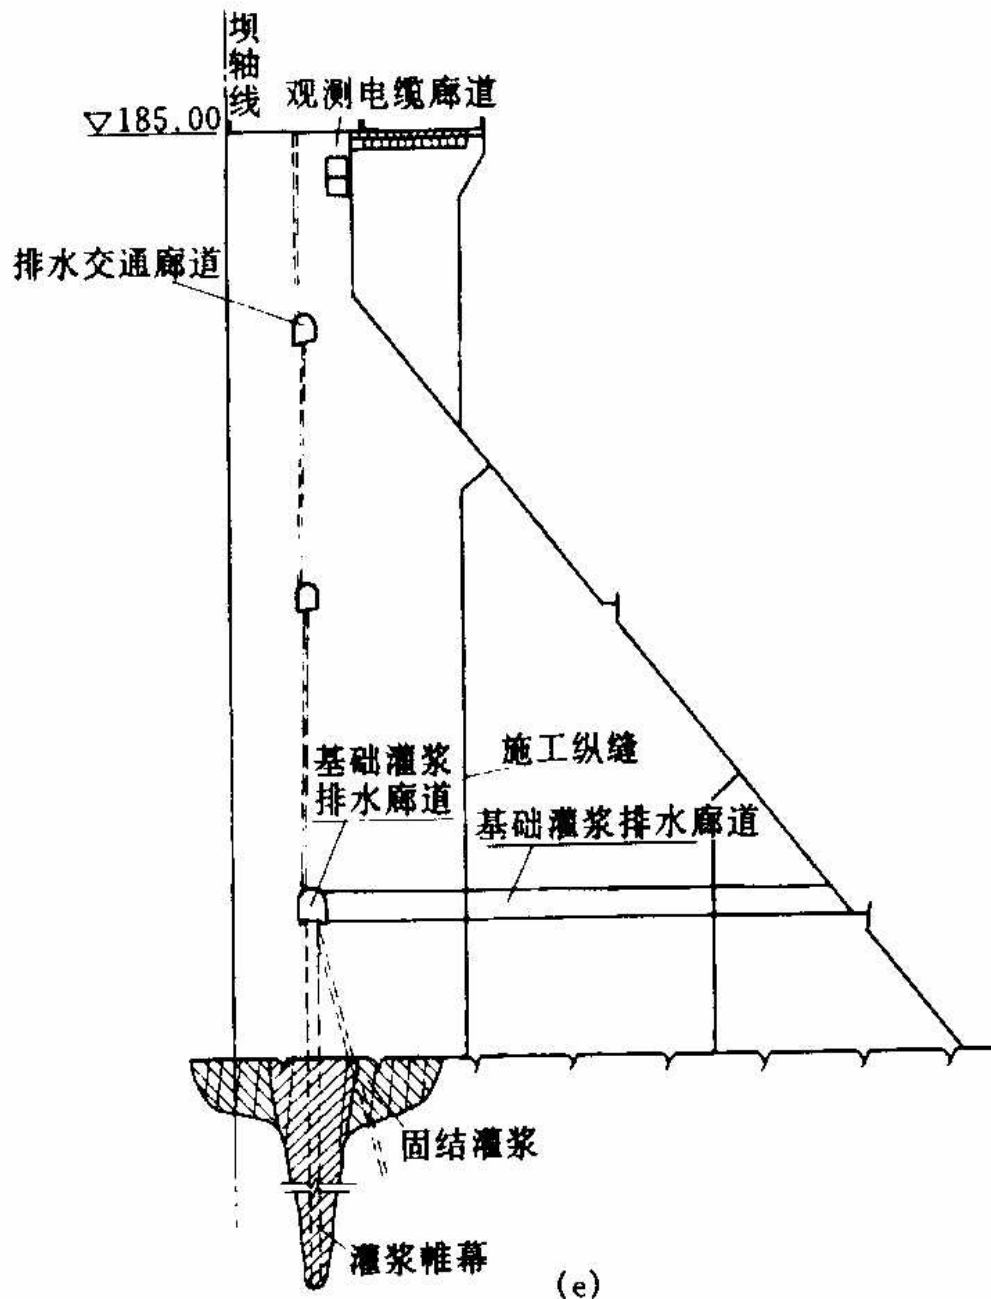 坝
轴
线
观测电缆廊道
▽185.00
排水交通廊道
基础灌浆
排水廊道
施工纵缝
基础灌浆排水廊道
固结灌浆
灌浆帷幕
(e)